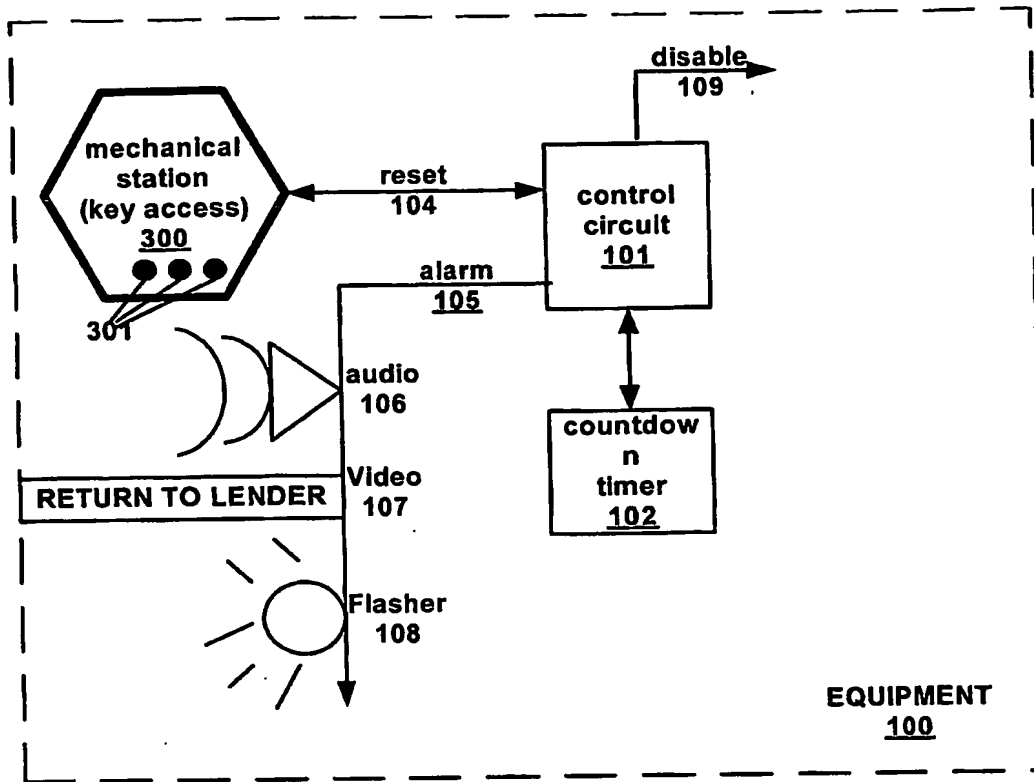 disable
109
mechanical
station
(key access)
300
301
reset
104
control
circuit
101
alarm
105
audio
106
countdow
n
timer
102
Video
107
RETURN TO LENDER
Flasher
108
EQUIPMENT
100